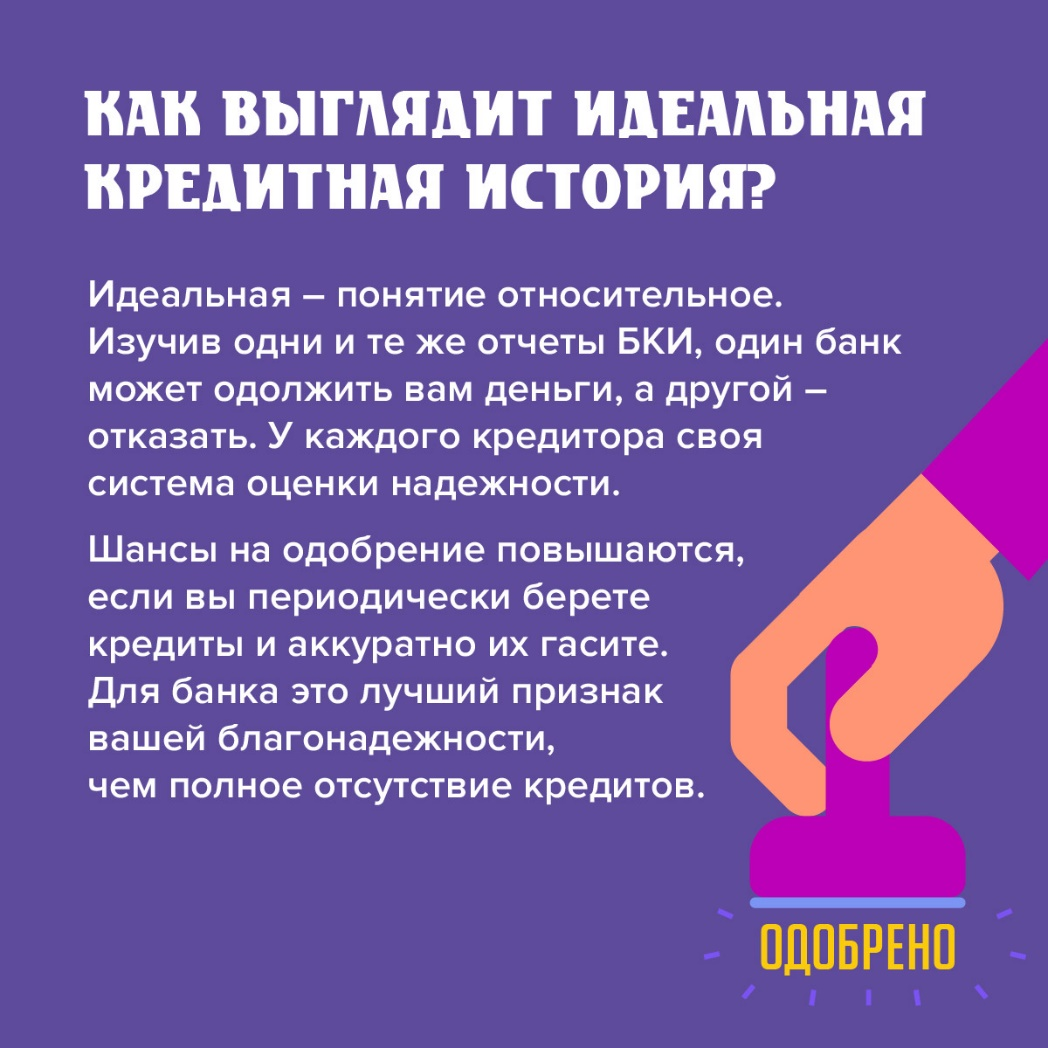 КАК ВЫГЛЯДИТ ИДЕАЛЬНАЯ
КРЕДИТНАЯ ИСТОРИЯ?
Идеальная – понятие относительное.
Изучив одни и те же отчеты БКИ, один банк
может одолжить вам деньги, а другой –
отказать. У каждого кредитора своя
система оценки надежности.
Шансы на одобрение повышаются,
если вы периодически берете
кредиты и аккуратно их гасите.
Для банка это лучший признак
вашей благонадежности,
чем полное отсутствие кредитов.
ОДОБРЕНО